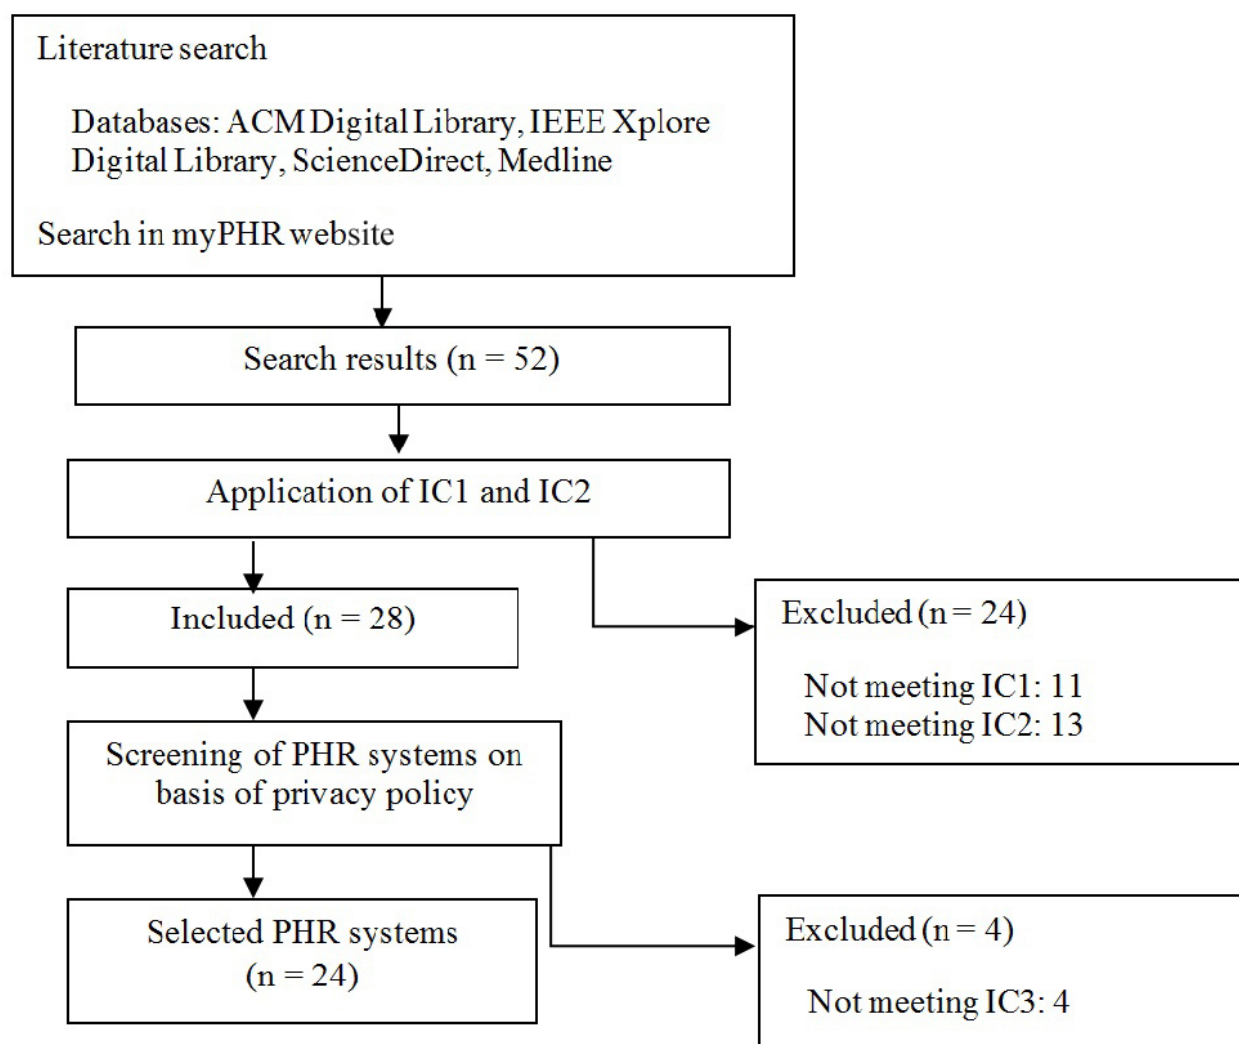 Literature search
Databases: ACM Digital Library, IEEE Xplore
Digital Library, ScienceDirect, Medline
Search in myPHR website
Search results (n = 52)
Application of IC1 and IC2
Included (n = 28)
Excluded (n = 24)
Not meeting IC1: 11
Not meeting IC2: 13
Screening of PHR systems on
basis of privacy policy
Selected PHR systems
(n = 24)
Excluded (n = 4)
Not meeting IC3: 4